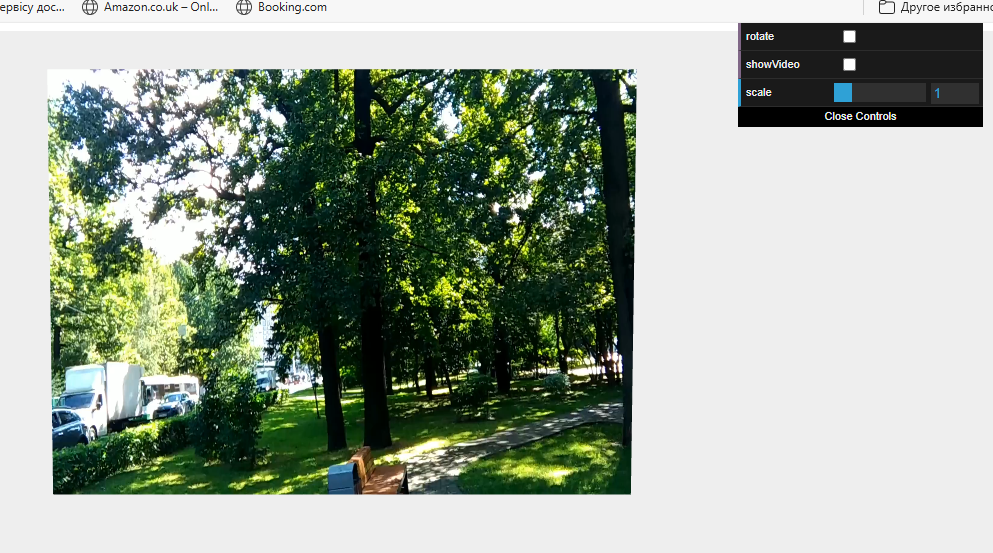 ервісу дос... Amazon.co.uk – Onl... Booking.com Другое избранно
rotate
showVideo
scale 1
Close Controls